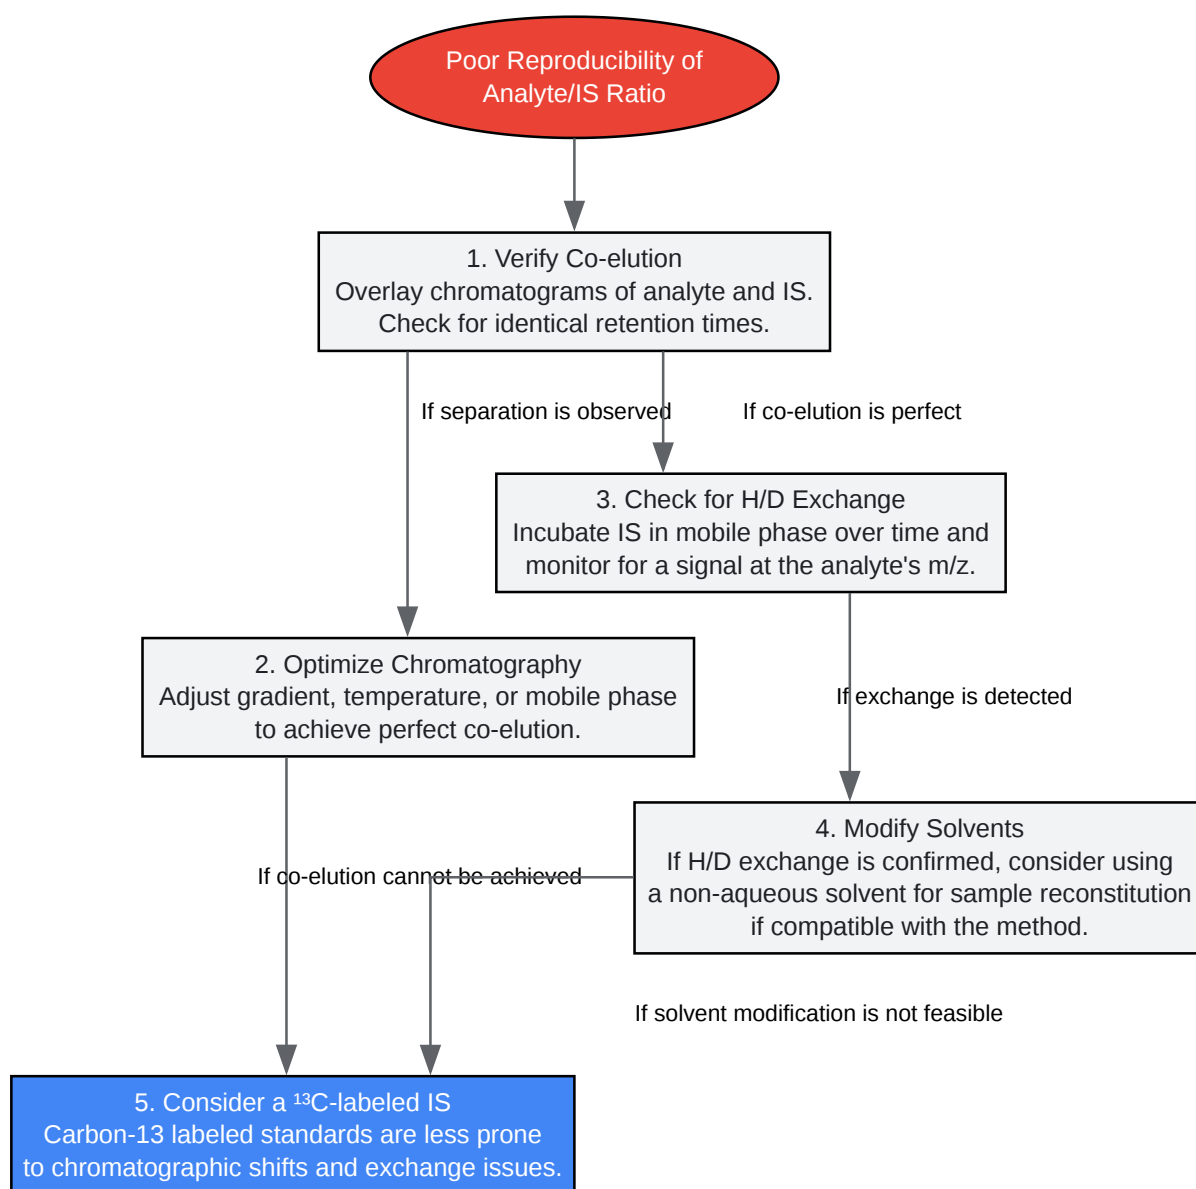 Poor Reproducibility of
Analyte/IS Ratio
1. Verify Co-elution
Overlay chromatograms of analyte and IS.
Check for identical retention times.
If separation is observed
If co-elution is perfect
3. Check for H/D Exchange
Incubate IS in mobile phase over time and
monitor for a signal at the analyte's m/z.
2. Optimize Chromatography
Adjust gradient, temperature, or mobile phase
to achieve perfect co-elution.
If exchange is detected
4. Modify Solvents
If H/D exchange is confirmed, consider using
a non-aqueous solvent for sample reconstitution
if compatible with the method.
If co-elution cannot be achieved
If solvent modification is not feasible
5. Consider a ¹³C-labeled IS
Carbon-13 labeled standards are less prone
to chromatographic shifts and exchange issues.